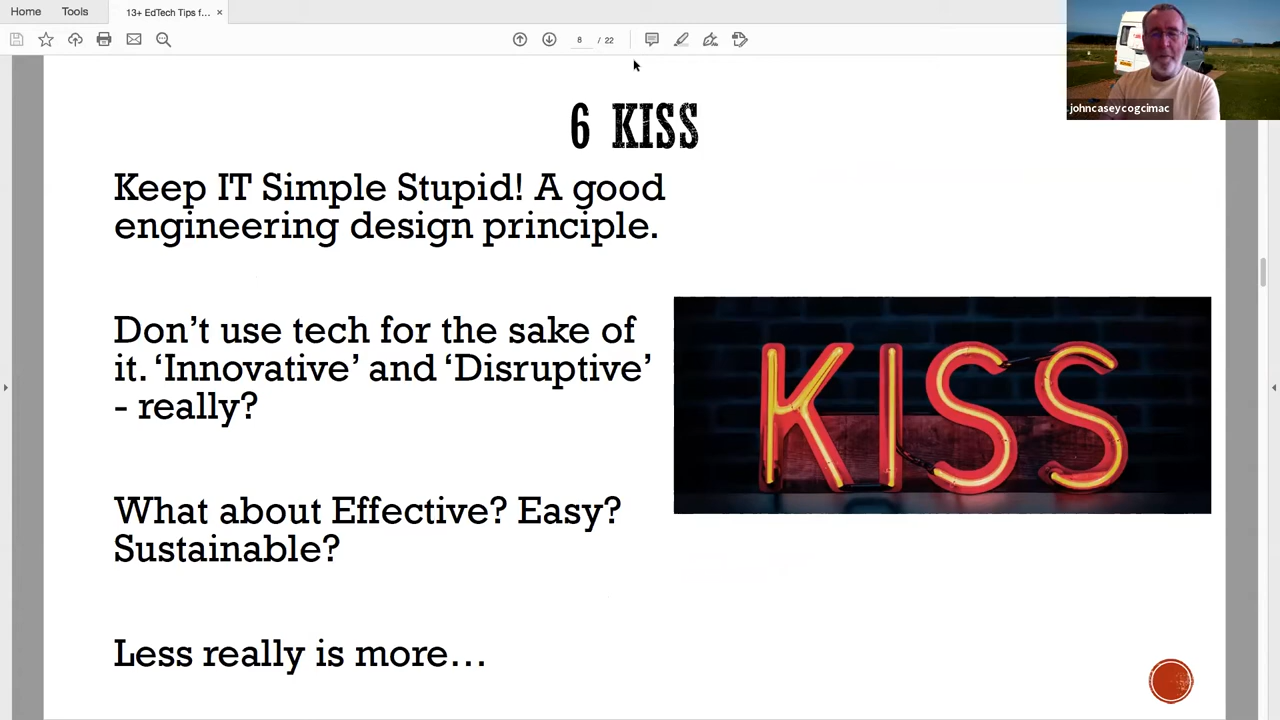 Home
Tools
13+ EdTech Tips f...
×
8 / 22
johncaseycogcimac
6 KISS
Keep IT Simple Stupid! A good
engineering design principle.
Don't use tech for the sake of
it. ‘Innovative’ and ‘Disruptive’
- really?
KISS
What about Effective? Easy?
Sustainable?
Less really is more…